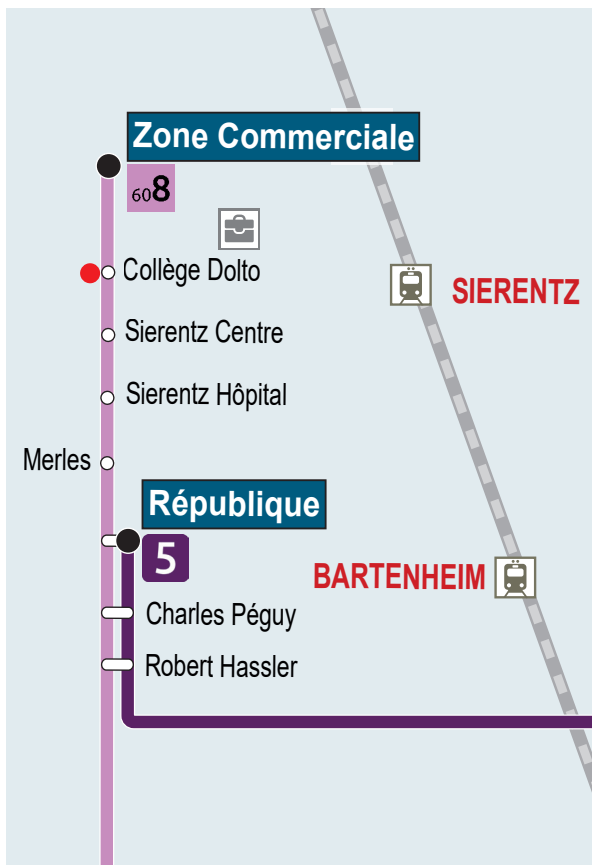 Zone Commerciale
608
Collège Dolto
SIERENTZ
Sierentz Centre
Sierentz Hôpital
Merles
République
5
BARTENHEIM
Charles Péguy
Robert Hassler